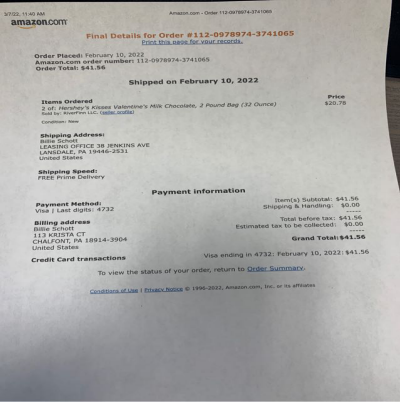 3/7/22, 11:40 AM
Amazon.com - Order 112-0978974-3741065
amazon.com
Final Details for Order #112-0978974-3741065
Print this page for your records.
Order Placed: February 10, 2022
Amazon.com order number: 112-0978974-3741065
Order Total: $41.56
Shipped on February 10, 2022
Items Ordered Price
2 of: Hershey's Kisses Valentine's Milk Chocolate, 2 Pound Bag (32 Ounce) $20.78
Sold by: RiverFinn LLC. (seller profile)
Condition: New
Shipping Address:
Billie Schott
LEASING OFFICE 38 JENKINS AVE
LANSDALE, PA 19446-2531
United States
Shipping Speed:
FREE Prime Delivery
Payment information
Payment Method:
Visa | Last digits: 4732
Billing address
Billie Schott
113 KRISTA CT
CHALFONT, PA 18914-3904
United States
Item(s) Subtotal: $41.56
Shipping & Handling: $0.00
-----
Total before tax: $41.56
Estimated tax to be collected: $0.00
-----
Grand Total: $41.56
Credit Card transactions
Visa ending in 4732: February 10, 2022: $41.56
To view the status of your order, return to Order Summary.
Conditions of Use | Privacy Notice © 1996-2022, Amazon.com, Inc. or its affiliates